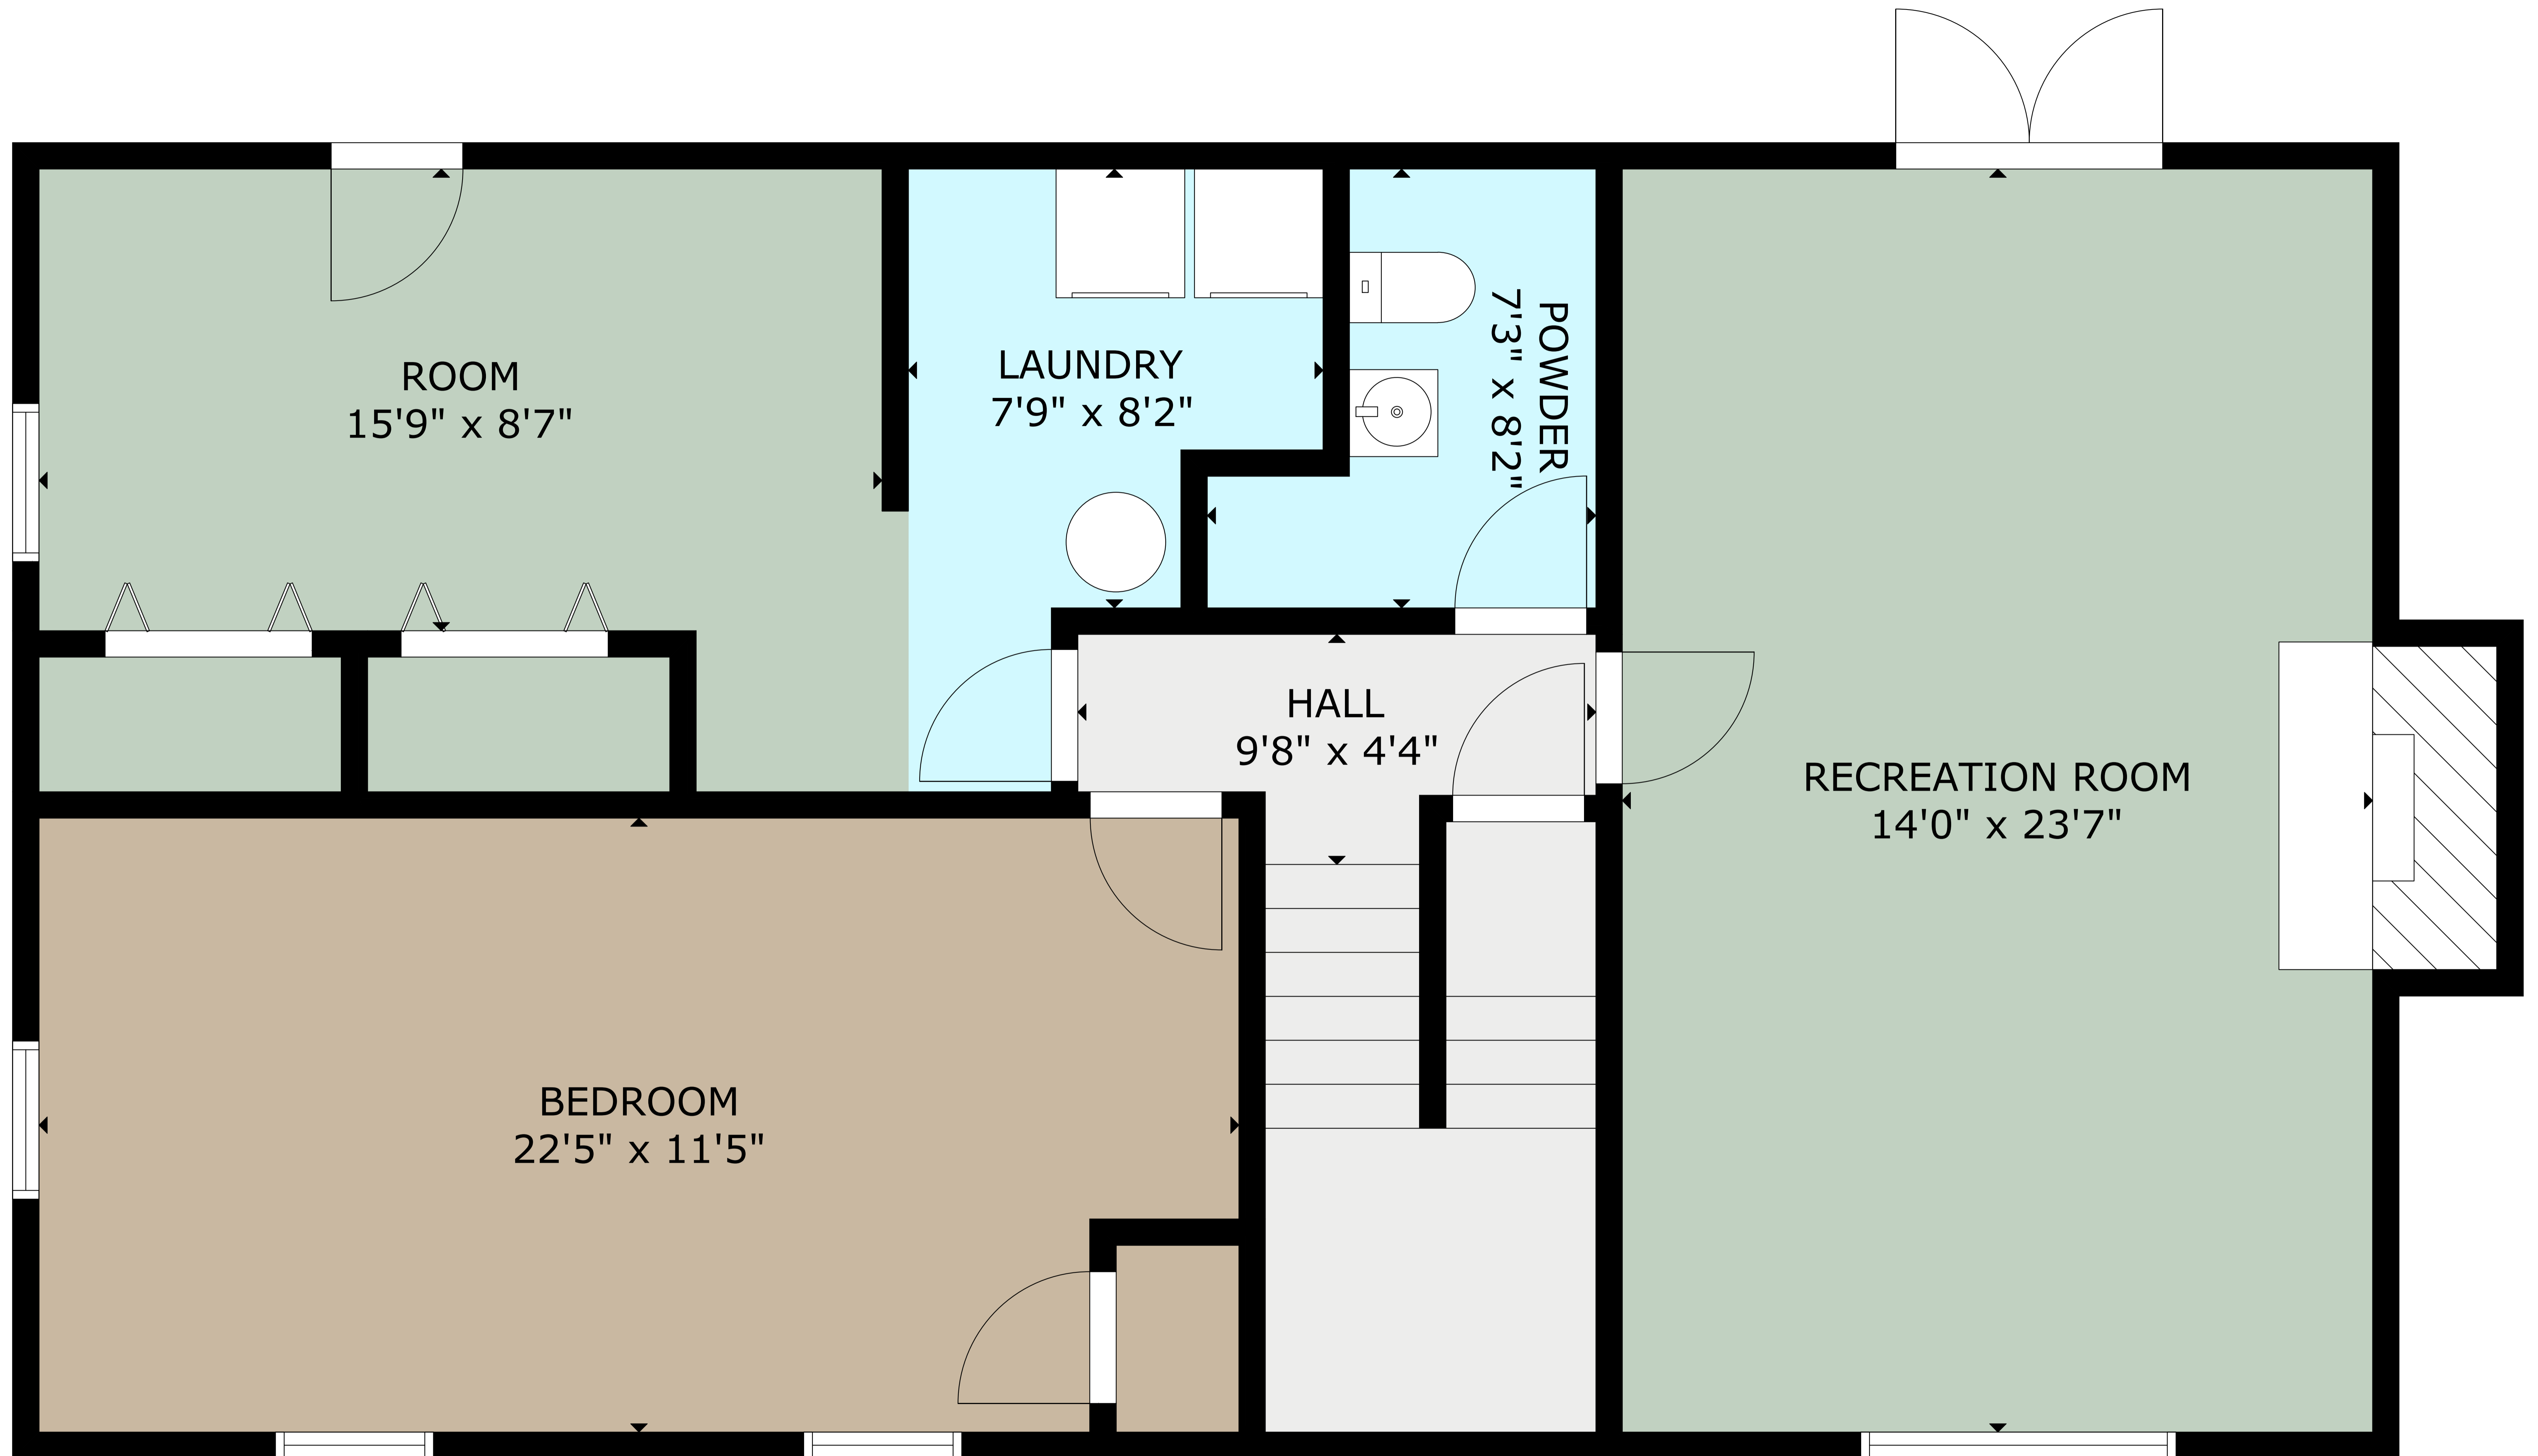 ROOM
15'9" x 8'7"
LAUNDRY
7'9" x 8'2"
POWDER
7'3" x 8'2"
HALL
9'8" x 4'4"
RECREATION ROOM
14'0" x 23'7"
BEDROOM
22'5" x 11'5"